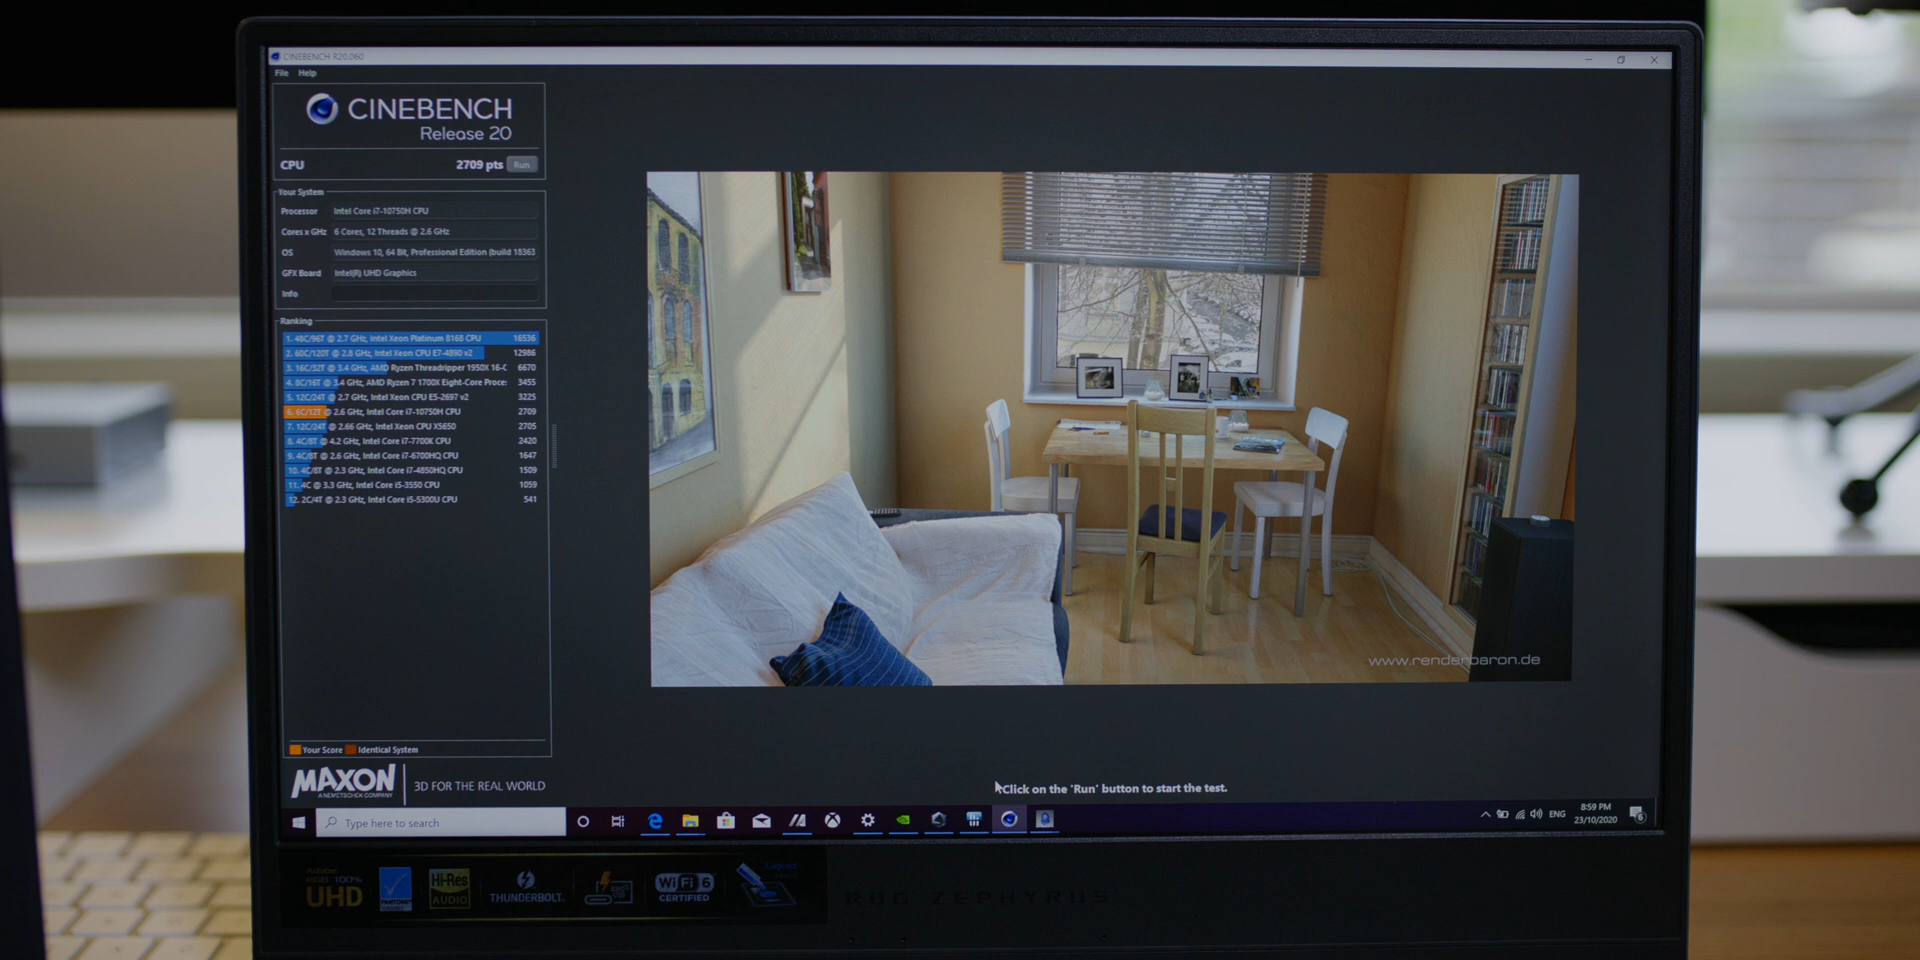 CINEBENCH R20.060
File Help
CINEBENCH
Release 20
CPU 2709 pts Run
Your System
Processor Intel Core i7-10750H CPU
Cores x GHz 6 Cores, 12 Threads @ 2.6 GHz
OS Windows 10, 64 Bit, Professional Edition (build 18363
GFX Board Intel(R) UHD Graphics
Info
Ranking
1. 48C/96T @ 2.7 GHz, Intel Xeon Platinum 8168 CPU 16536
2. 60C/120T @ 2.8 GHz, Intel Xeon CPU E7-4890 v2 12986
3. 16C/32T @ 3.4 GHz, AMD Ryzen Threadripper 1950X 16-C 6670
4. 8C/16T @ 3.4 GHz, AMD Ryzen 7 1700X Eight-Core Proce: 3455
5. 12C/24T @ 2.7 GHz, Intel Xeon CPU E5-2697 v2 3225
6. 6C/12T @ 2.6 GHz, Intel Core i7-10750H CPU 2709
7. 12C/24T @ 2.66 GHz, Intel Xeon CPU X5650 2705
8. 4C/8T @ 4.2 GHz, Intel Core i7-7700K CPU 2420
9. 4C/8T @ 2.6 GHz, Intel Core i7-6700HQ CPU 1647
10. 4C/8T @ 2.3 GHz, Intel Core i7-4850HQ CPU 1509
11. 4C @ 3.3 GHz, Intel Core i5-3550 CPU 1059
12. 2C/4T @ 2.3 GHz, Intel Core i5-5300U CPU 541
www.renderbaron.de
Your Score Identical System
MAXON 3D FOR THE REAL WORLD
A NEMETSCHEK COMPANY
Click on the 'Run' button to start the test.
Type here to search
ENG
8:59 PM
23/10/2020
6
Adobe
RGB 100%
UHD
PANTONE
Hi-Res
AUDIO
THUNDERBOLT.
Wi Fi 6
CERTIFIED
Liquid
ROG ZEPHYRUS